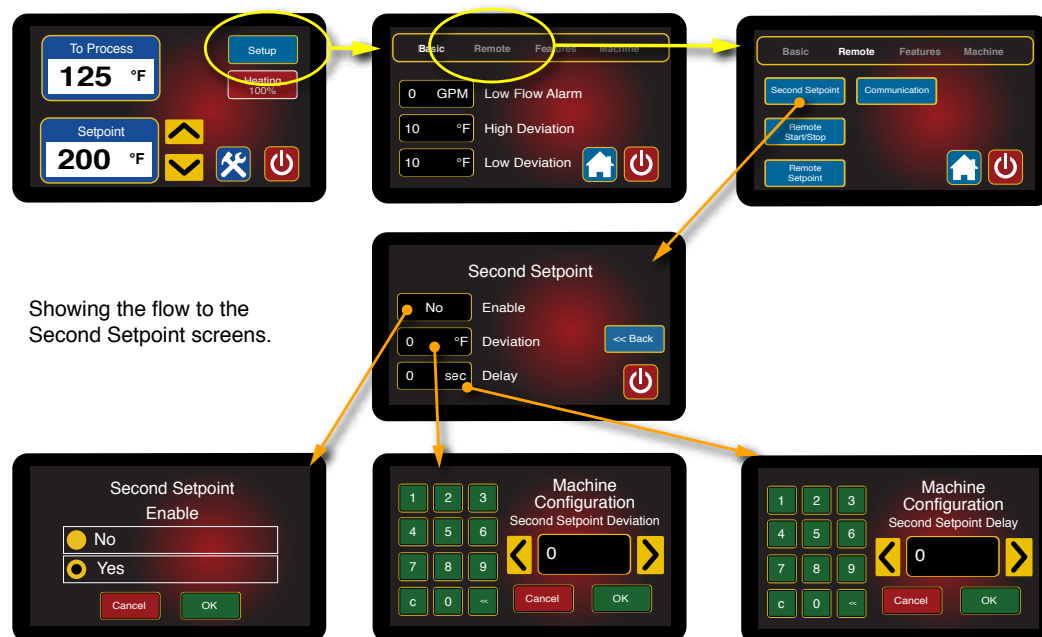 To Process
125 °F
Setup
Heating
100%
Setpoint
200 °F
Basic Remote Features Machine
0 GPM Low Flow Alarm
10 °F High Deviation
10 °F Low Deviation
Basic Remote Features Machine
Second Setpoint Communication
Remote
Start/Stop
Remote
Setpoint
Showing the flow to the
Second Setpoint screens.
Second Setpoint
No Enable
0 °F Deviation
<< Back
0 sec Delay
Second Setpoint
Enable
No
Yes
Cancel OK
Machine
Configuration
Second Setpoint Deviation
1 2 3
4 5 6
7 8 9
c 0 <<
0
Cancel OK
Machine
Configuration
Second Setpoint Delay
1 2 3
4 5 6
7 8 9
c 0 <<
0
Cancel OK